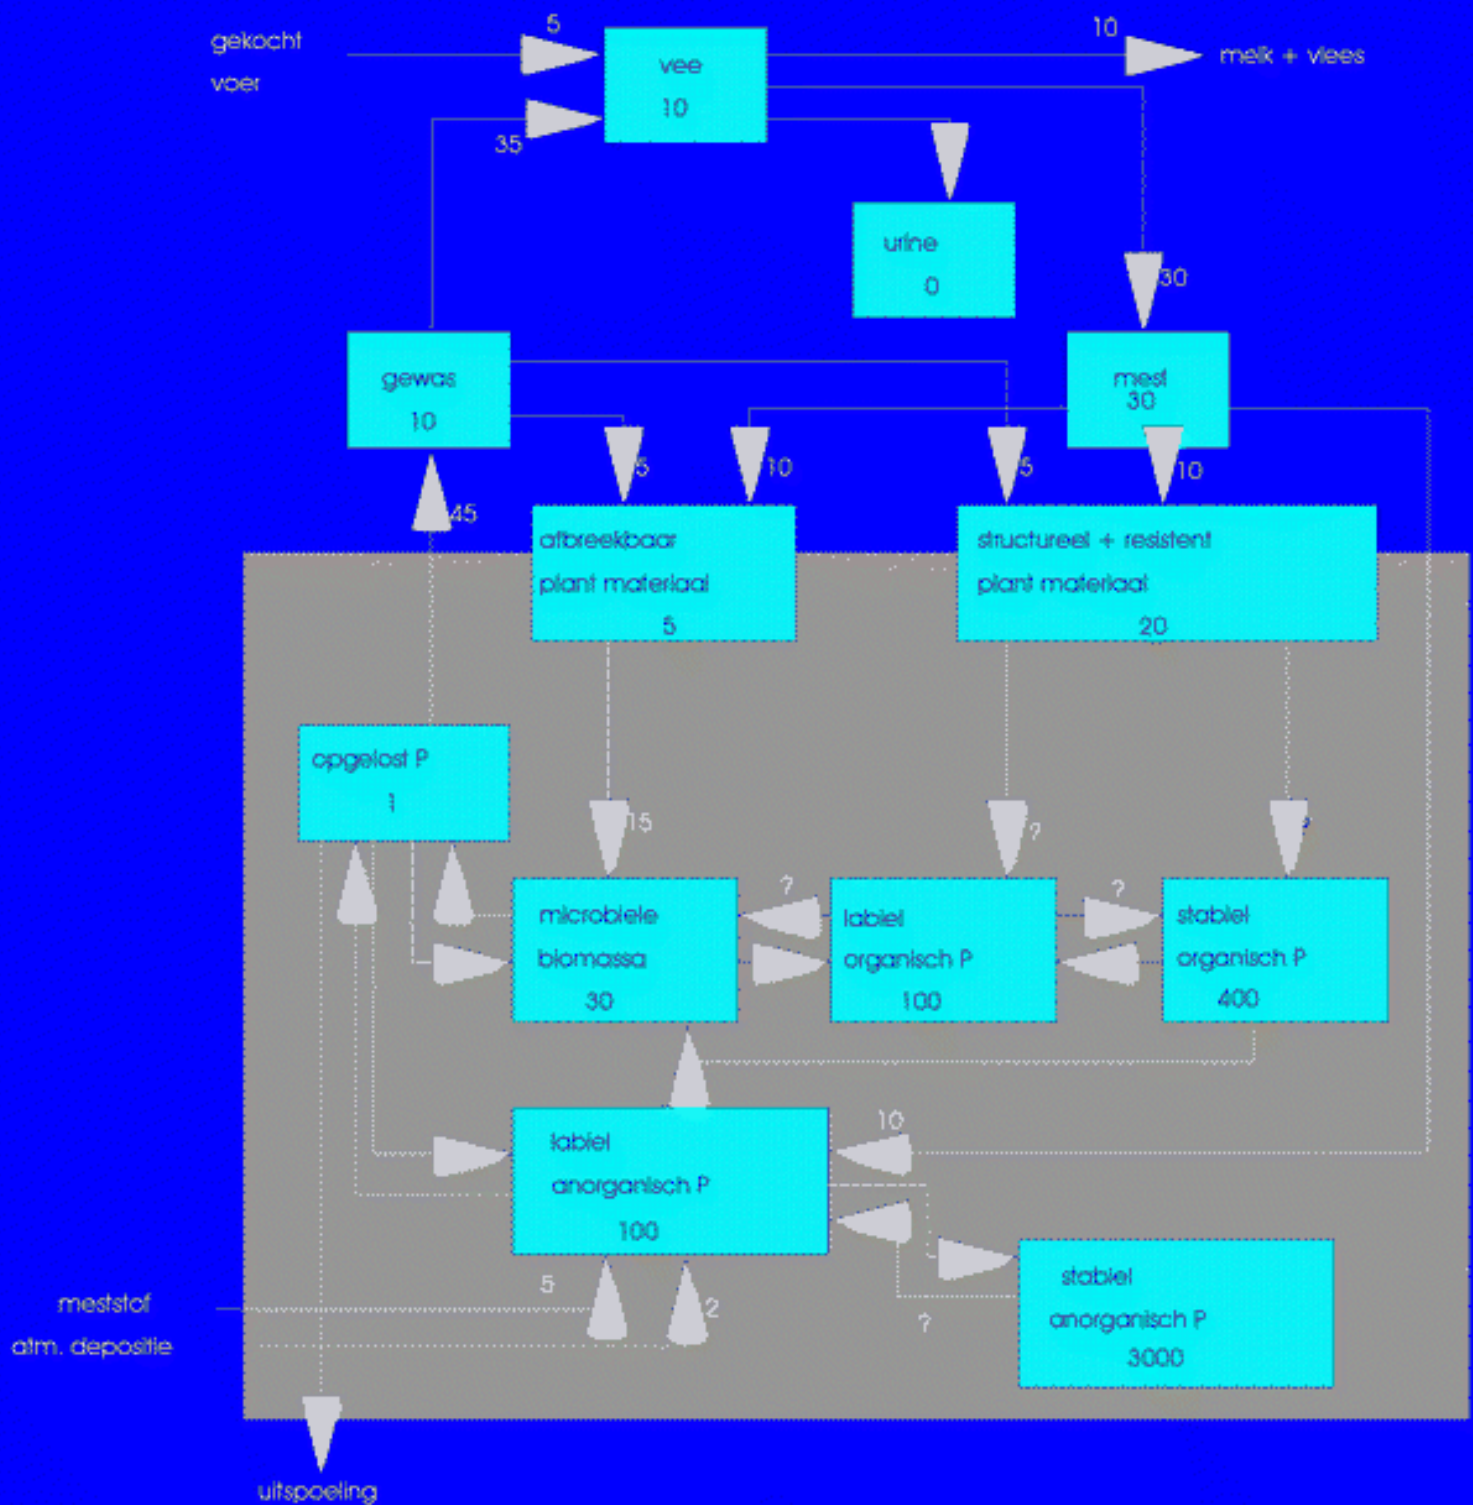 5
10
gekocht
voer
vee
10
melk + vlees
35
urine
0
30
gewas
10
mest
30
5
10
5
10
45
afbreekbaar
plant materiaal
5
structureel + resistent
plant materiaal
20
opgelost P
1
15
?
?
microbiele
biomassa
30
?
labiel
organisch P
100
?
stabiel
organisch P
400
labiel
anorganisch P
100
10
5
2
?
stabiel
anorganisch P
3000
meststof
atm. depositie
uitspoeling